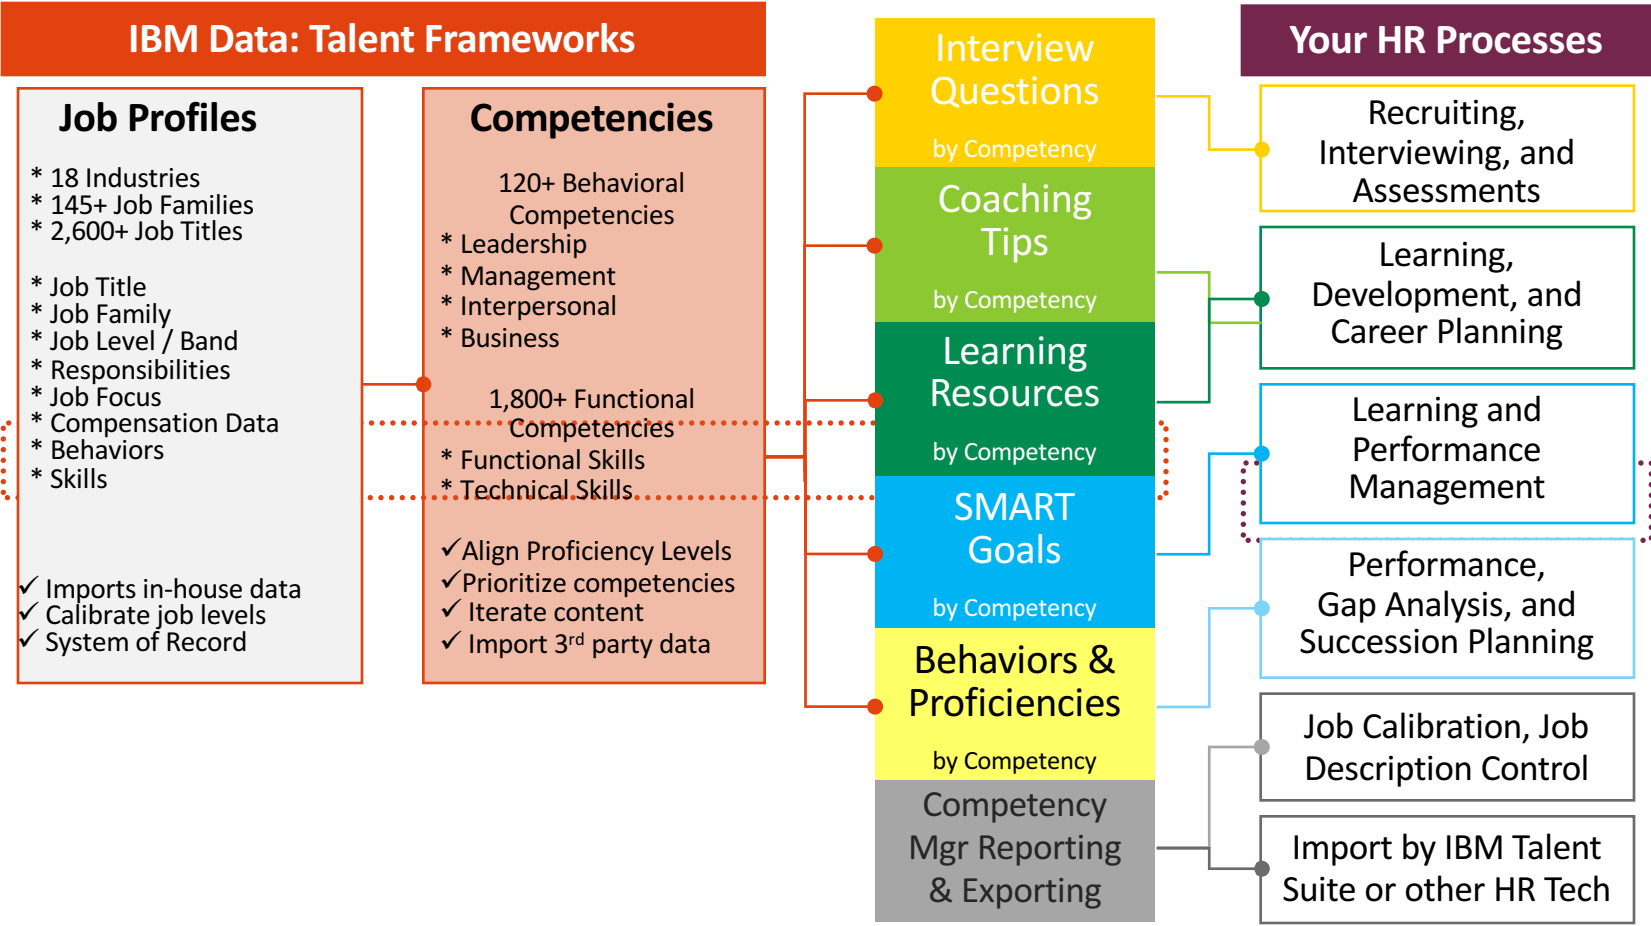 IBM Data: Talent Frameworks
Job Profiles
* 18 Industries
* 145+ Job Families
* 2,600+ Job Titles
* Job Title
* Job Family
* Job Level / Band
* Responsibilities
* Job Focus
* Compensation Data
* Behaviors
* Skills
✓ Imports in-house data
✓ Calibrate job levels
✓ System of Record
Competencies
120+ Behavioral
Competencies
* Leadership
* Management
* Interpersonal
* Business
1,800+ Functional
Competencies
* Functional Skills
* Technical Skills
✓Align Proficiency Levels
✓Prioritize competencies
✓ Iterate content
✓ Import 3rd party data
Interview
Questions
by Competency
Coaching
Tips
by Competency
Learning
Resources
by Competency
SMART
Goals
by Competency
Behaviors &
Proficiencies
by Competency
Competency
Mgr Reporting
& Exporting
Your HR Processes
Recruiting,
Interviewing, and
Assessments
Learning,
Development, and
Career Planning
Learning and
Performance
Management
Performance,
Gap Analysis, and
Succession Planning
Job Calibration, Job
Description Control
Import by IBM Talent
Suite or other HR Tech